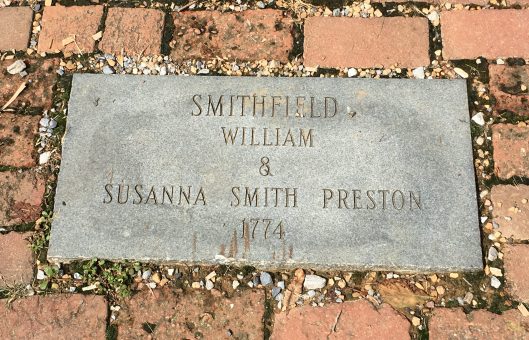 SMITHFIELD
WILLIAM
&
SUSANNA SMITH PRESTON
1774